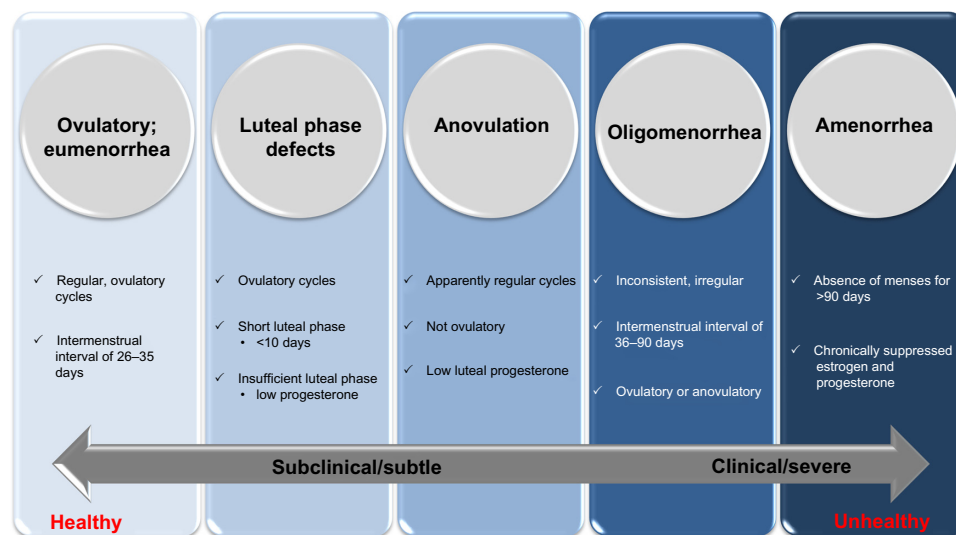 Ovulatory;
eumenorrhea
✓ Regular, ovulatory
cycles
✓ Intermenstrual
interval of 26–35
days
Luteal phase
defects
✓ Ovulatory cycles
✓ Short luteal phase
• <10 days
✓ Insufficient luteal phase
• low progesterone
Anovulation
✓ Apparently regular cycles
✓ Not ovulatory
✓ Low luteal progesterone
Oligomenorrhea
✓ Inconsistent, irregular
✓ Intermenstrual interval of
36–90 days
✓ Ovulatory or anovulatory
Amenorrhea
✓ Absence of menses for
>90 days
✓ Chronically suppressed
estrogen and
progesterone
Subclinical/subtle
Clinical/severe
Healthy
Unhealthy